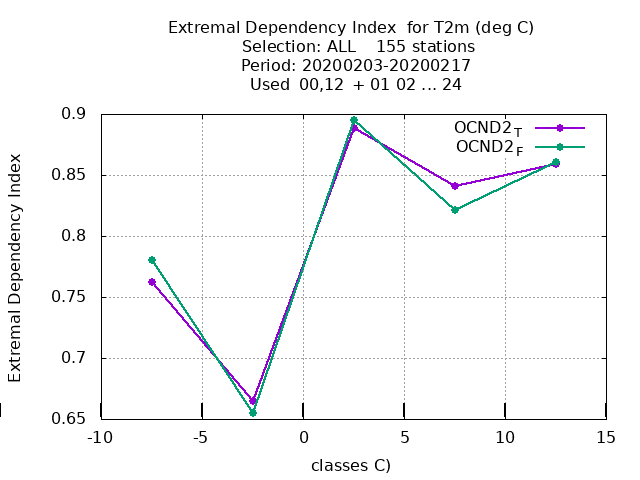 Extremal Dependency Index  for T2m (deg C)
Selection: ALL    155 stations
Period: 20200203-20200217
Used  00,12  + 01 02 ... 24
OCND2T
OCND2F
0.9
0.85
0.8
0.75
0.7
0.65
Extremal Dependency Index
-10 -5 0 5 10 15
classes C)